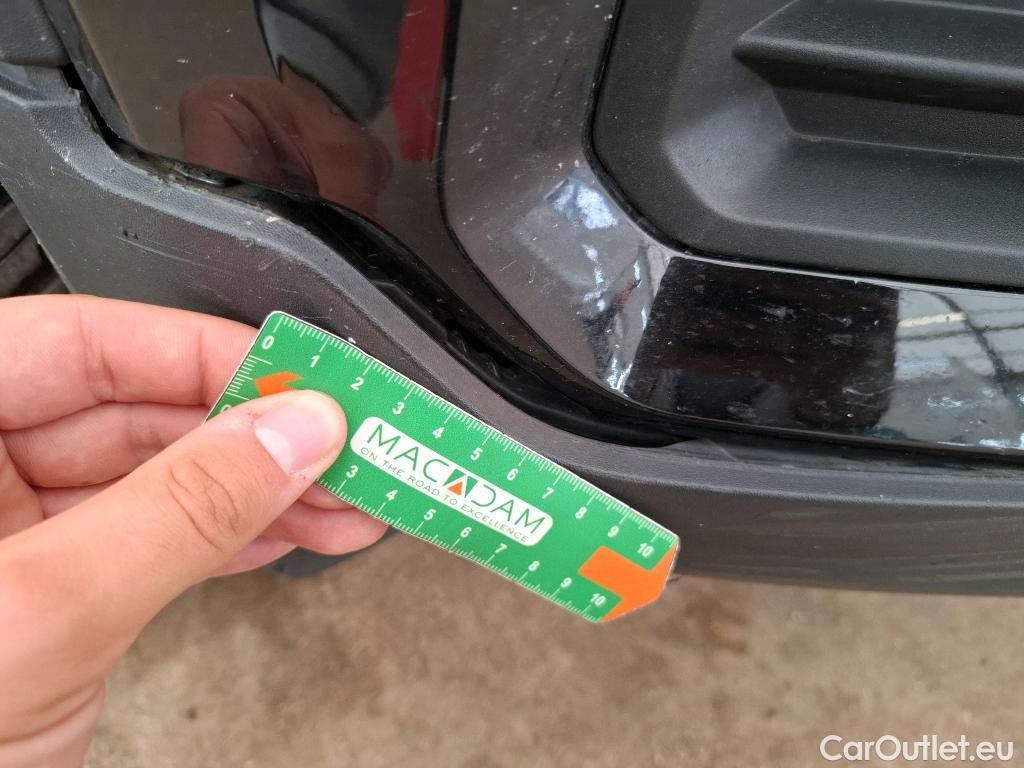 0 1 2 3 4 5 6 7 8 9 10
MACADAM
ON THE ROAD TO EXCELLENCE
0 3 4 5 6 7 8 9 10
CarOutlet.eu